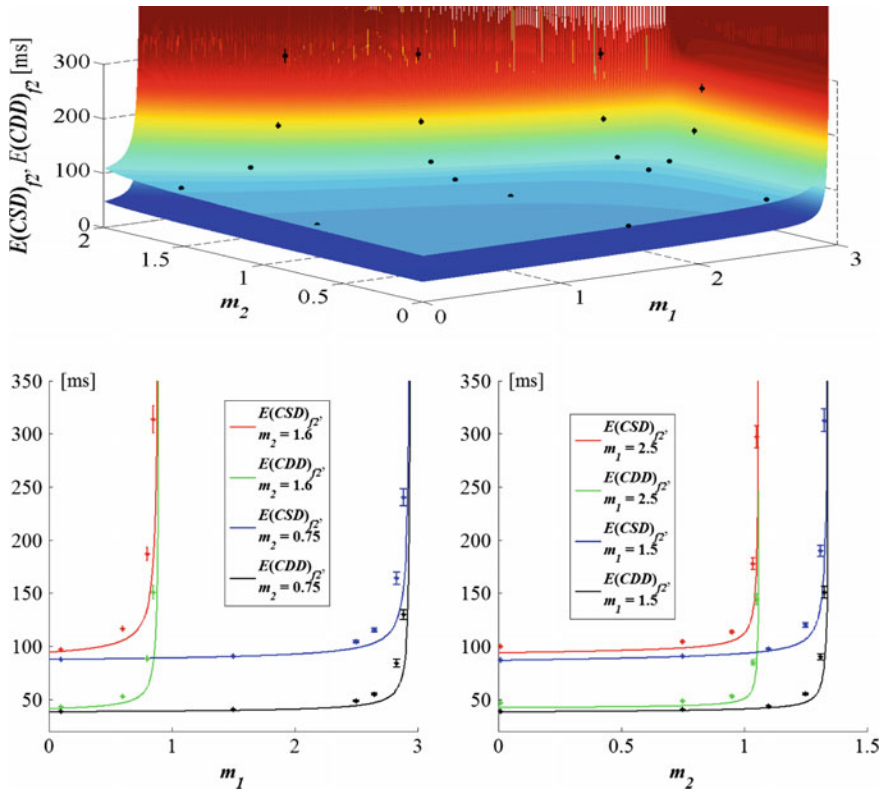 E(CSD)f2, E(CDD)f2 [ms]
300
200
100
0
2
1.5
1
0.5
0
m2
0
1
2
3
m1
[ms]
350
300
250
200
150
100
50
0
1
2
3
m1
E(CSD)f2,
m2 = 1.6
E(CDD)f2,
m2 = 1.6
E(CSD)f2,
m2 = 0.75
E(CDD)f2,
m2 = 0.75
[ms]
350
300
250
200
150
100
50
0
0.5
1
1.5
m2
E(CSD)f2,
m1 = 2.5
E(CDD)f2,
m1 = 2.5
E(CSD)f2,
m1 = 1.5
E(CDD)f2,
m1 = 1.5